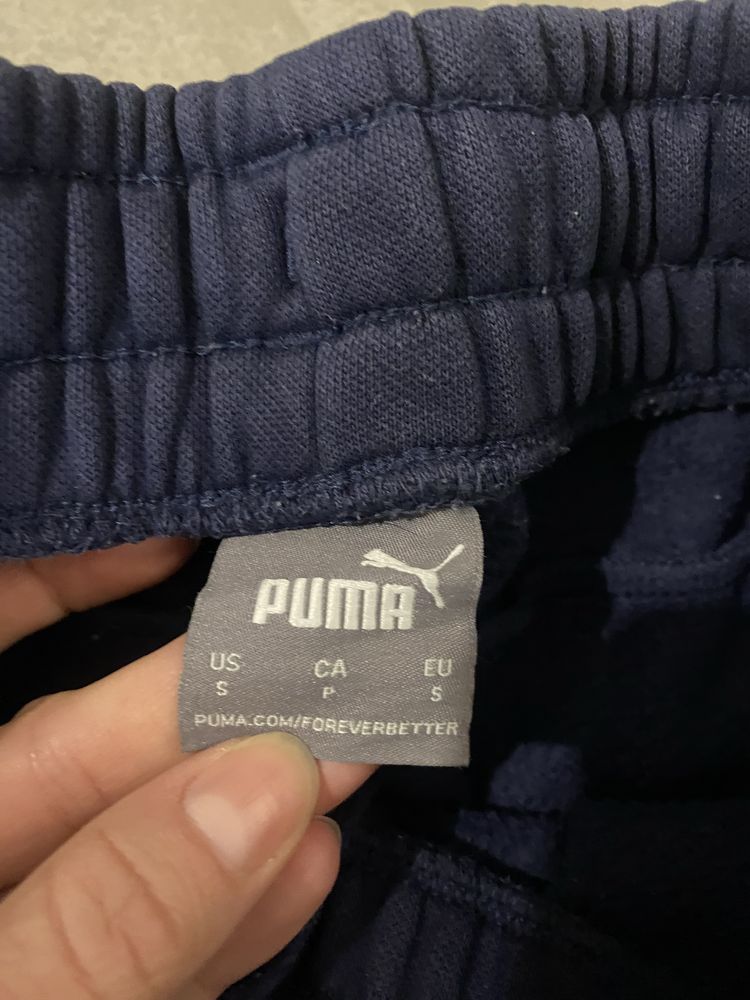 PUMA
US CA EU
S P S
PUMA.COM/FOREVERBETTER